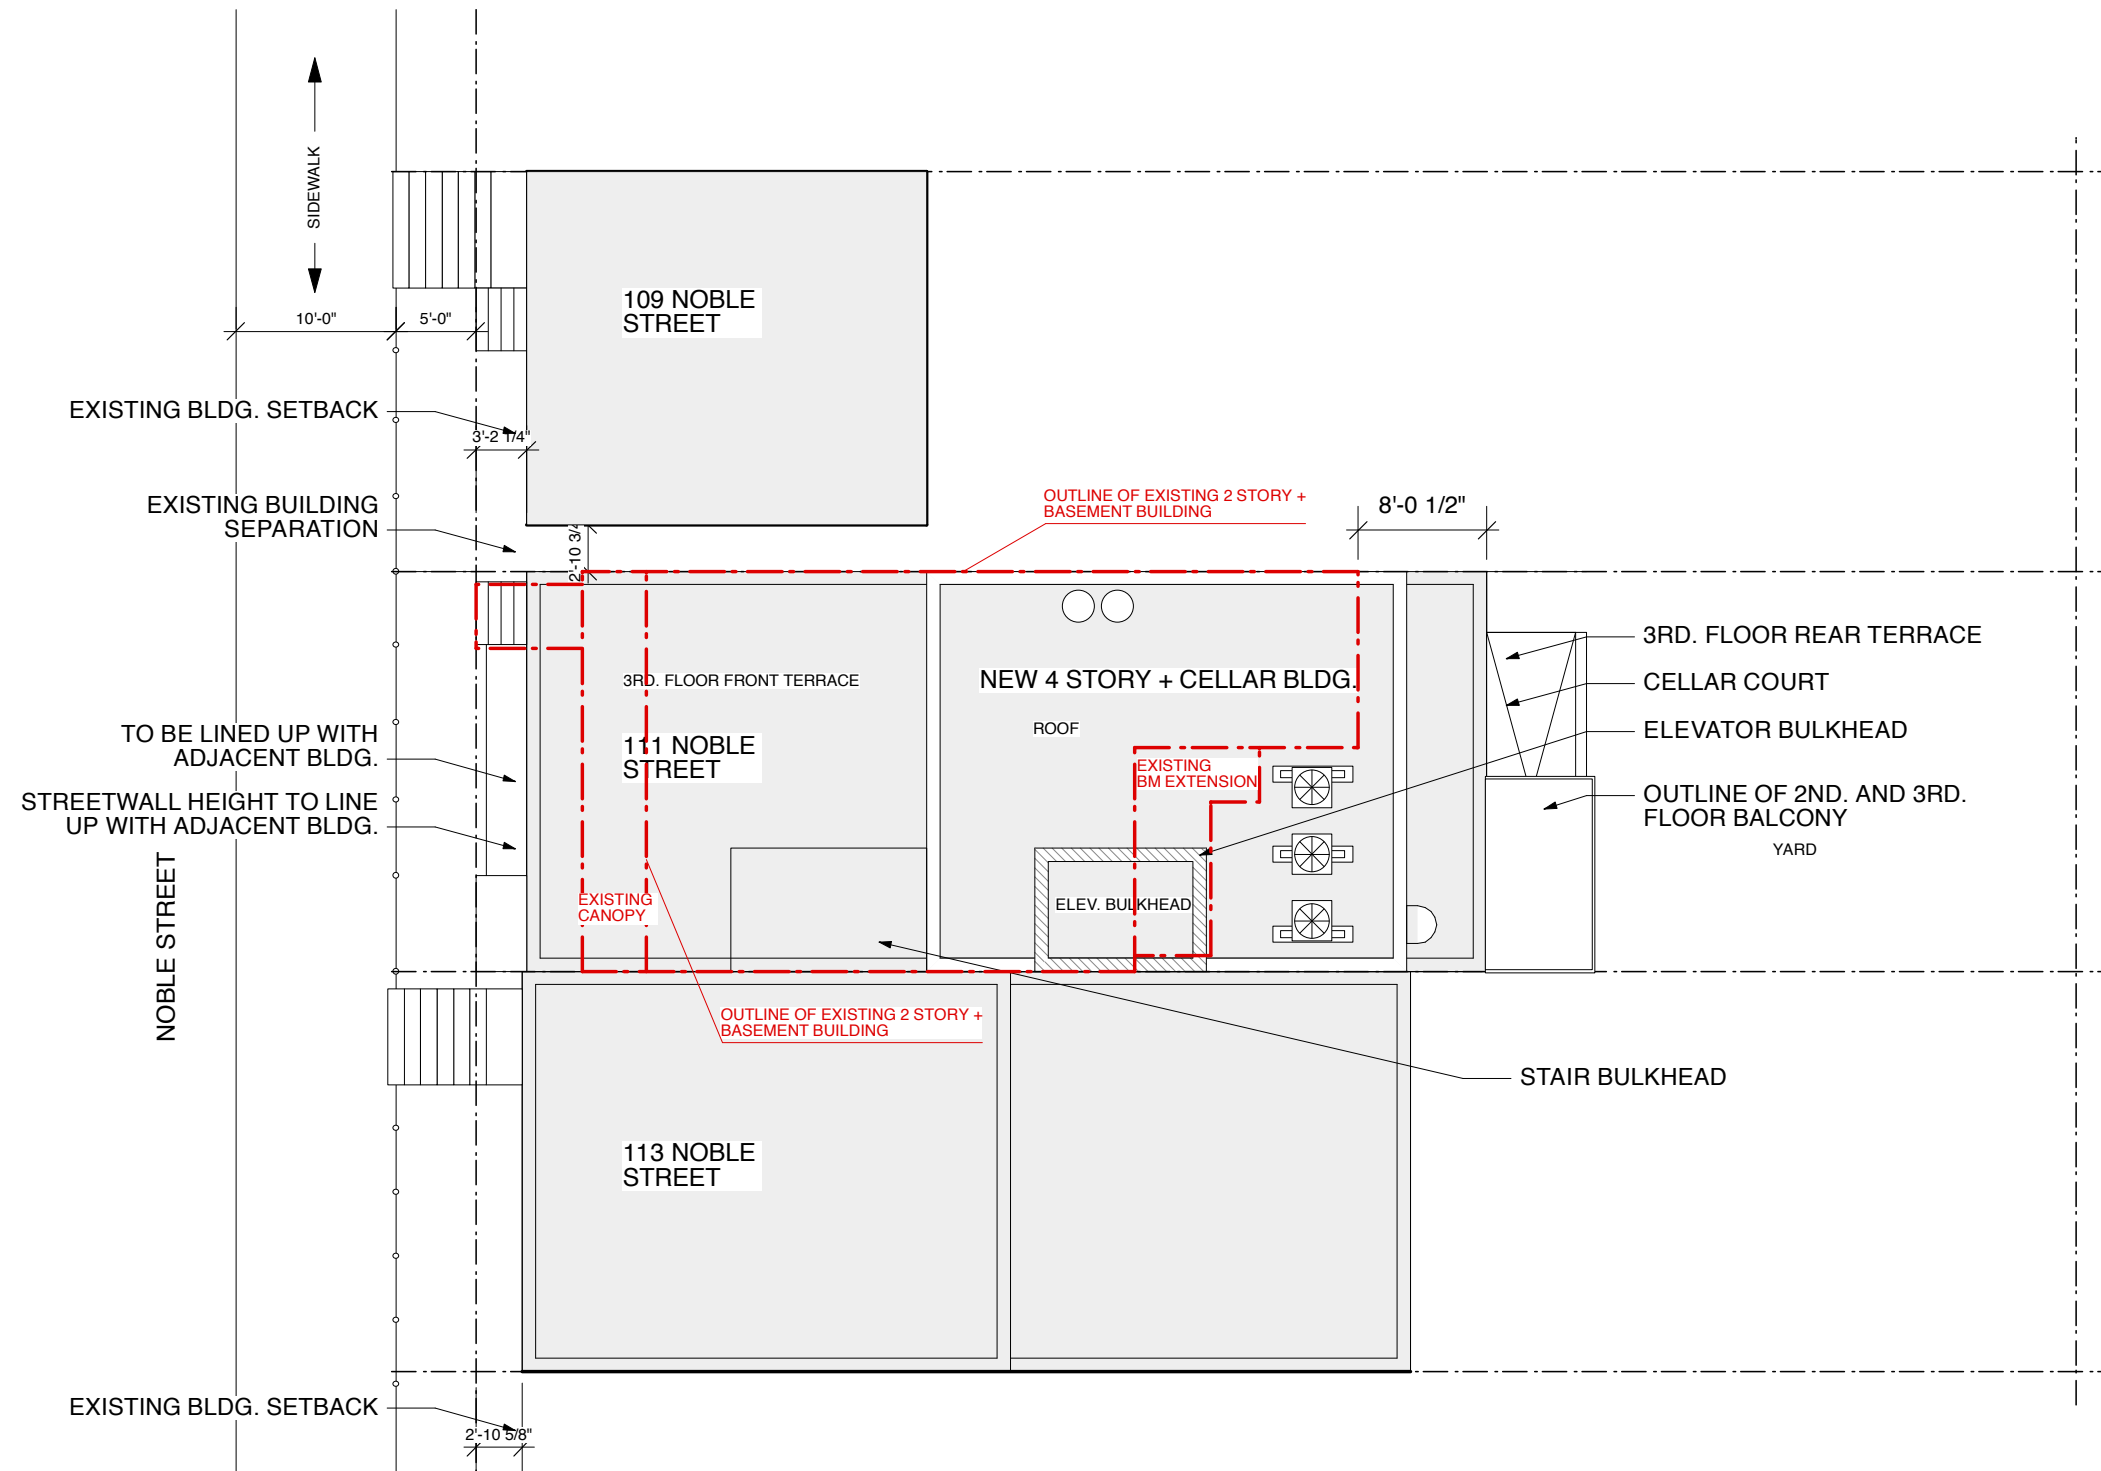 SIDEWALK
10'-0"
5'-0"
109 NOBLE
STREET
EXISTING BLDG. SETBACK
3'-2 1/4"
EXISTING BUILDING
SEPARATION
2'-10 3/4
OUTLINE OF EXISTING 2 STORY +
BASEMENT BUILDING
8'-0 1/2"
3RD. FLOOR REAR TERRACE
3RD. FLOOR FRONT TERRACE
NEW 4 STORY + CELLAR BLDG.
CELLAR COURT
ROOF
ELEVATOR BULKHEAD
TO BE LINED UP WITH
ADJACENT BLDG.
111 NOBLE
STREET
EXISTING
BM EXTENSION
STREETWALL HEIGHT TO LINE
UP WITH ADJACENT BLDG.
OUTLINE OF 2ND. AND 3RD.
FLOOR BALCONY
YARD
EXISTING
CANOPY
ELEV. BULKHEAD
NOBLE STREET
OUTLINE OF EXISTING 2 STORY +
BASEMENT BUILDING
STAIR BULKHEAD
113 NOBLE
STREET
EXISTING BLDG. SETBACK
2'-10 5/8"